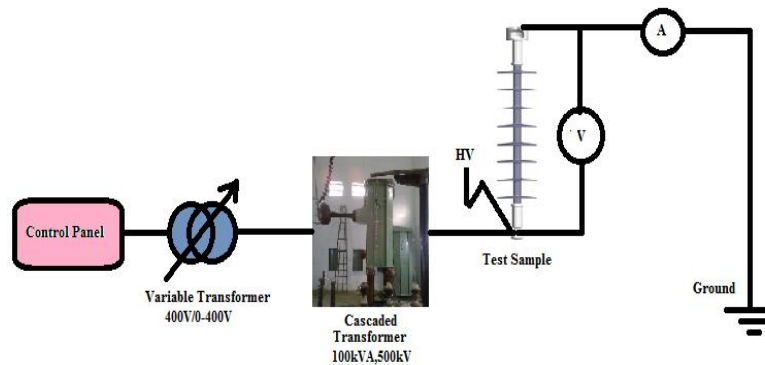 A
V
HV
Control Panel
Test Sample
Variable Transformer
400V/0-400V
Ground
Cascaded
Transformer
100kVA,500kV